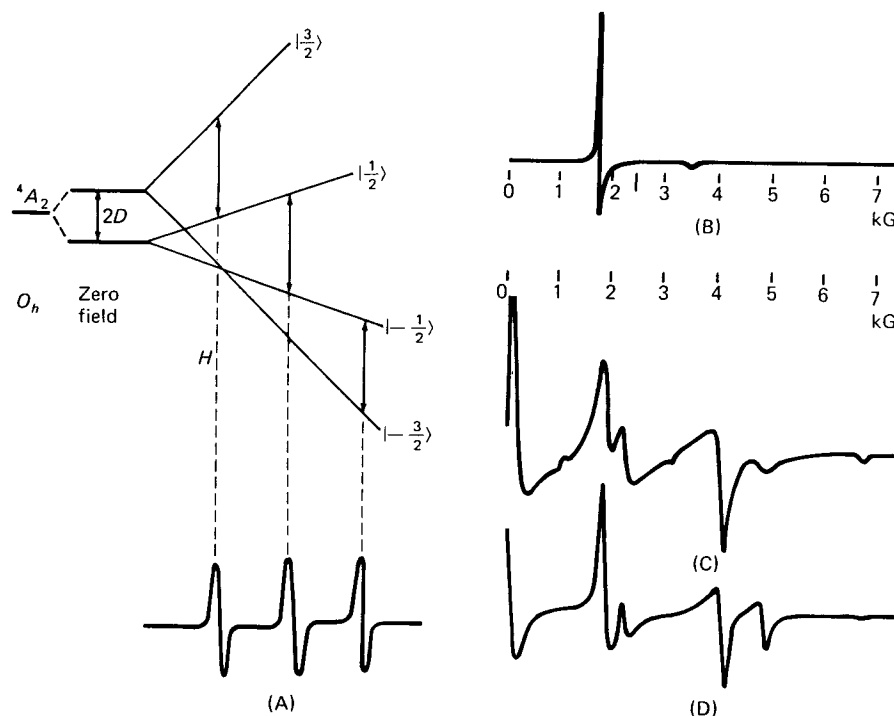 |3/2⟩
|1/2⟩
⁴A₂
2D
O_h Zero field
|−1/2⟩
H
|−3/2⟩
(A)
0 1 2 3 4 5 6 7
kG
(B)
0 1 2 3 4 5 6 7
kG
(C)
(D)